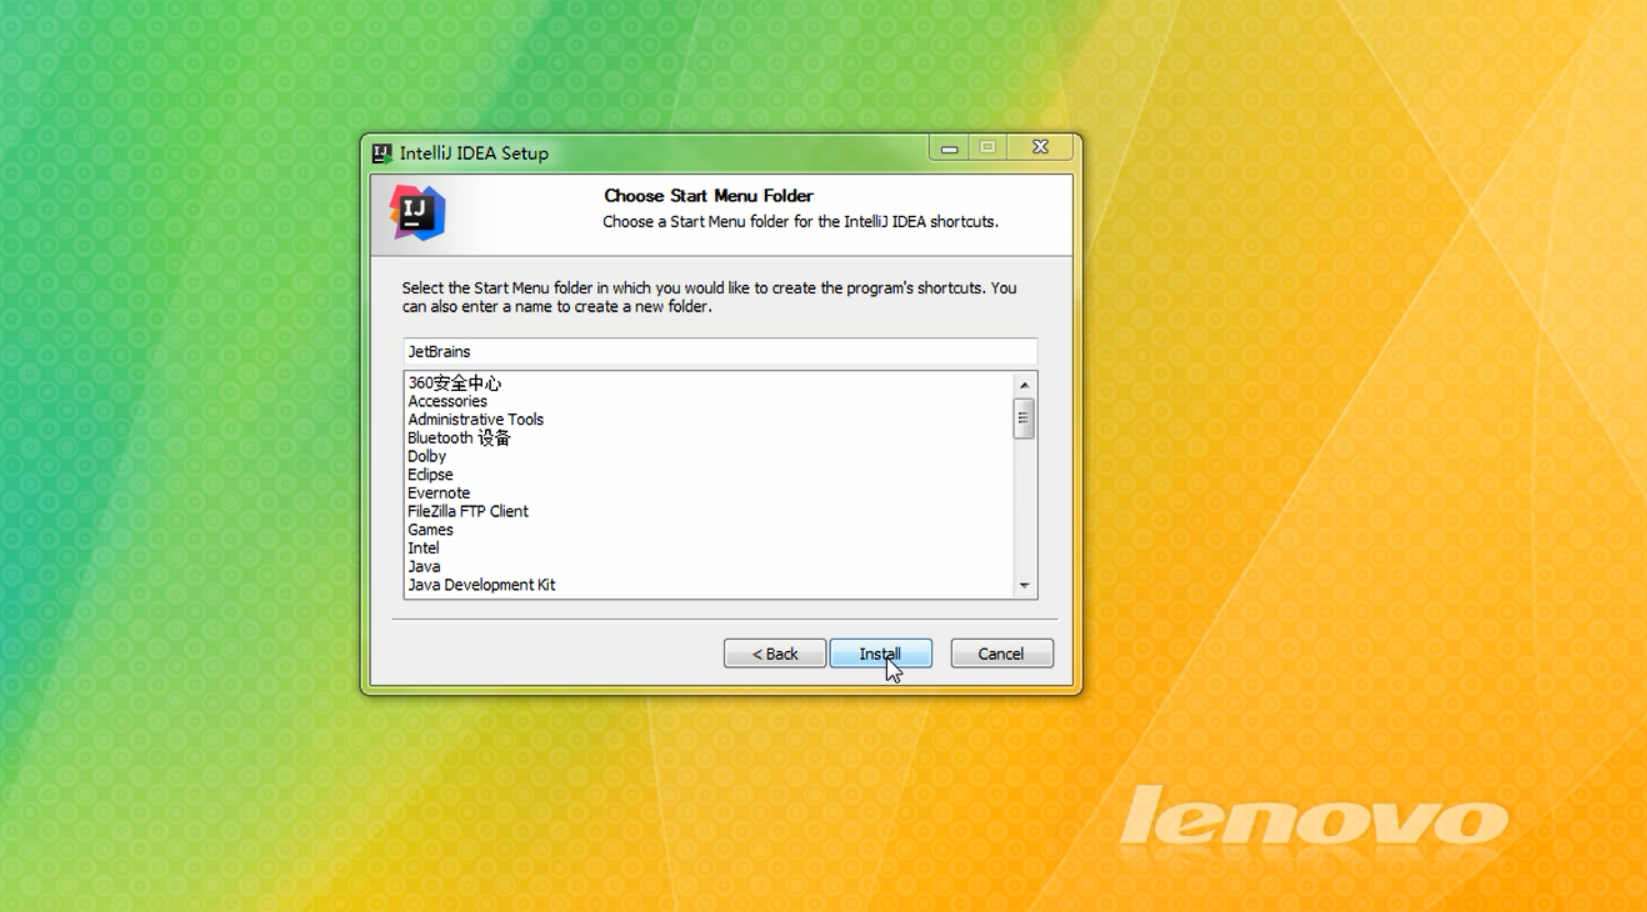 IntelliJ IDEA Setup
IJ
Choose Start Menu Folder
Choose a Start Menu folder for the IntelliJ IDEA shortcuts.
Select the Start Menu folder in which you would like to create the program's shortcuts. You
can also enter a name to create a new folder.
JetBrains
360安全中心
Accessories
Administrative Tools
Bluetooth 设备
Dolby
Eclipse
Evernote
FileZilla FTP Client
Games
Intel
Java
Java Development Kit
< Back
Install
Cancel
lenovo